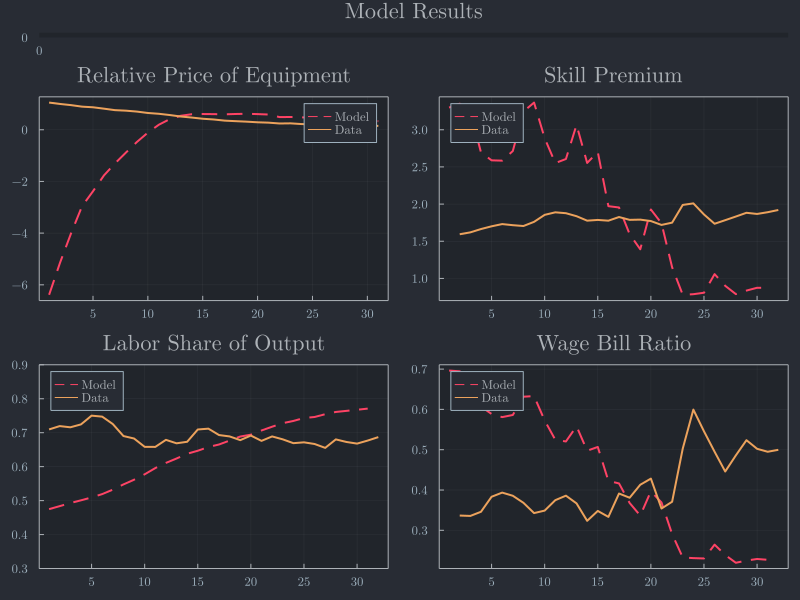 Model Results
0
0
Relative Price of Equipment
Model
Data
0
−2
−4
−6
5 10 15 20 25 30
Skill Premium
Model
Data
3.0
2.5
2.0
1.5
1.0
5 10 15 20 25 30
Labor Share of Output
Model
Data
0.9
0.8
0.7
0.6
0.5
0.4
0.3
5 10 15 20 25 30
Wage Bill Ratio
Model
Data
0.7
0.6
0.5
0.4
0.3
5 10 15 20 25 30